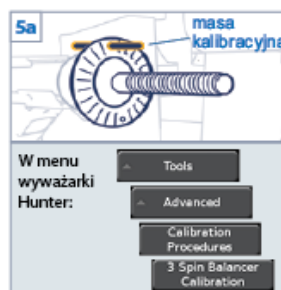 5a
masa
kalibracyjna
W menu
wyważarki
Hunter:
Tools
Advanced
Calibration
Procedures
3 Spin Balancer
Calibration